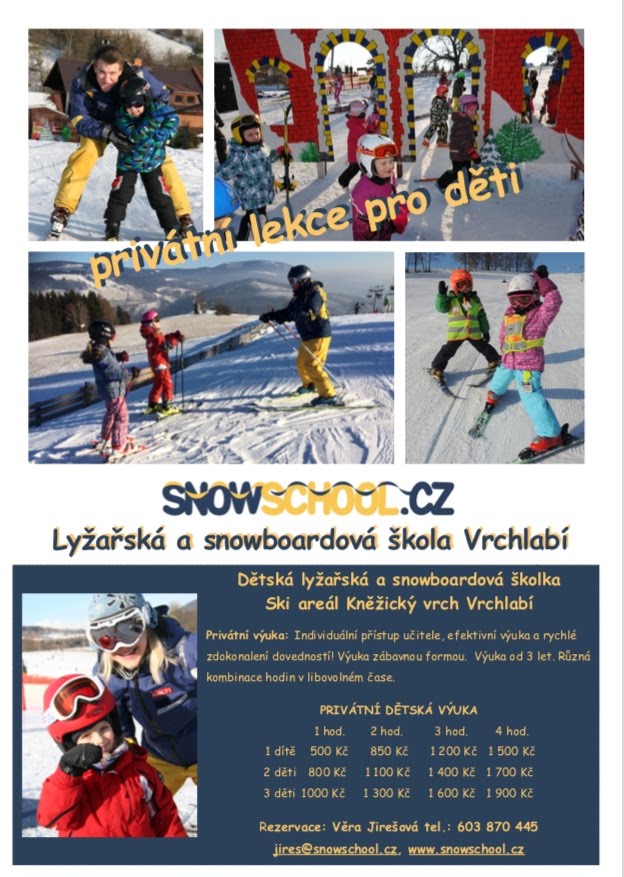 privátní lekce pro děti
SNOWSCHOOL.CZ
Lyžařská a snowboardová škola Vrchlabí
Dětská lyžařská a snowboardová školka
Ski areál Kněžický vrch Vrchlabí
Privátní výuka: Individuální přístup učitele, efektivní výuka a rychlé
zdokonalení dovedností! Výuka zábavnou formou. Výuka od 3 let. Různá
kombinace hodin v libovolném čase.
PRIVÁTNÍ DĚTSKÁ VÝUKA
1 hod. 2 hod. 3 hod. 4 hod.
1 dítě 500 Kč 850 Kč 1 200 Kč 1 500 Kč
2 děti 800 Kč 1 100 Kč 1 400 Kč 1 700 Kč
3 děti 1000 Kč 1 300 Kč 1 600 Kč 1 900 Kč
Rezervace: Věra Jirešová tel.: 603 870 445
jires@snowschool.cz, www.snowschool.cz